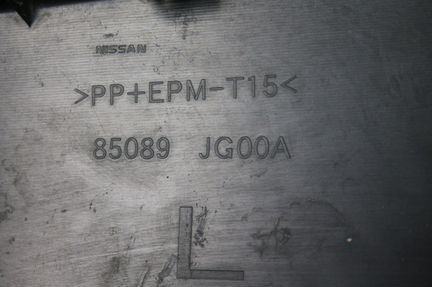 NISSAN
>PP+EPM-T15<
85089 JG00A
L